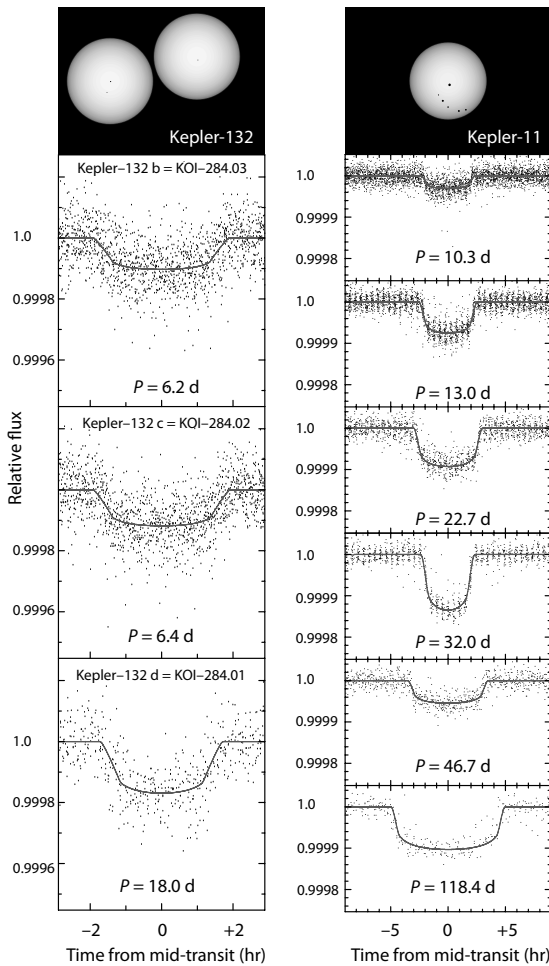 Kepler-132
Kepler–132 b = KOI–284.03
1.0
0.9998
0.9996
P = 6.2 d
Kepler–132 c = KOI–284.02
0.9998
0.9996
P = 6.4 d
Kepler–132 d = KOI–284.01
1.0
0.9998
0.9996
P = 18.0 d
Relative flux
−2
0
+2
Time from mid-transit (hr)
Kepler-11
1.0
0.9999
0.9998
P = 10.3 d
1.0
0.9999
0.9998
P = 13.0 d
1.0
0.9999
0.9998
P = 22.7 d
1.0
0.9999
0.9998
P = 32.0 d
1.0
0.9999
P = 46.7 d
1.0
0.9999
0.9998
P = 118.4 d
−5
0
+5
Time from mid-transit (hr)